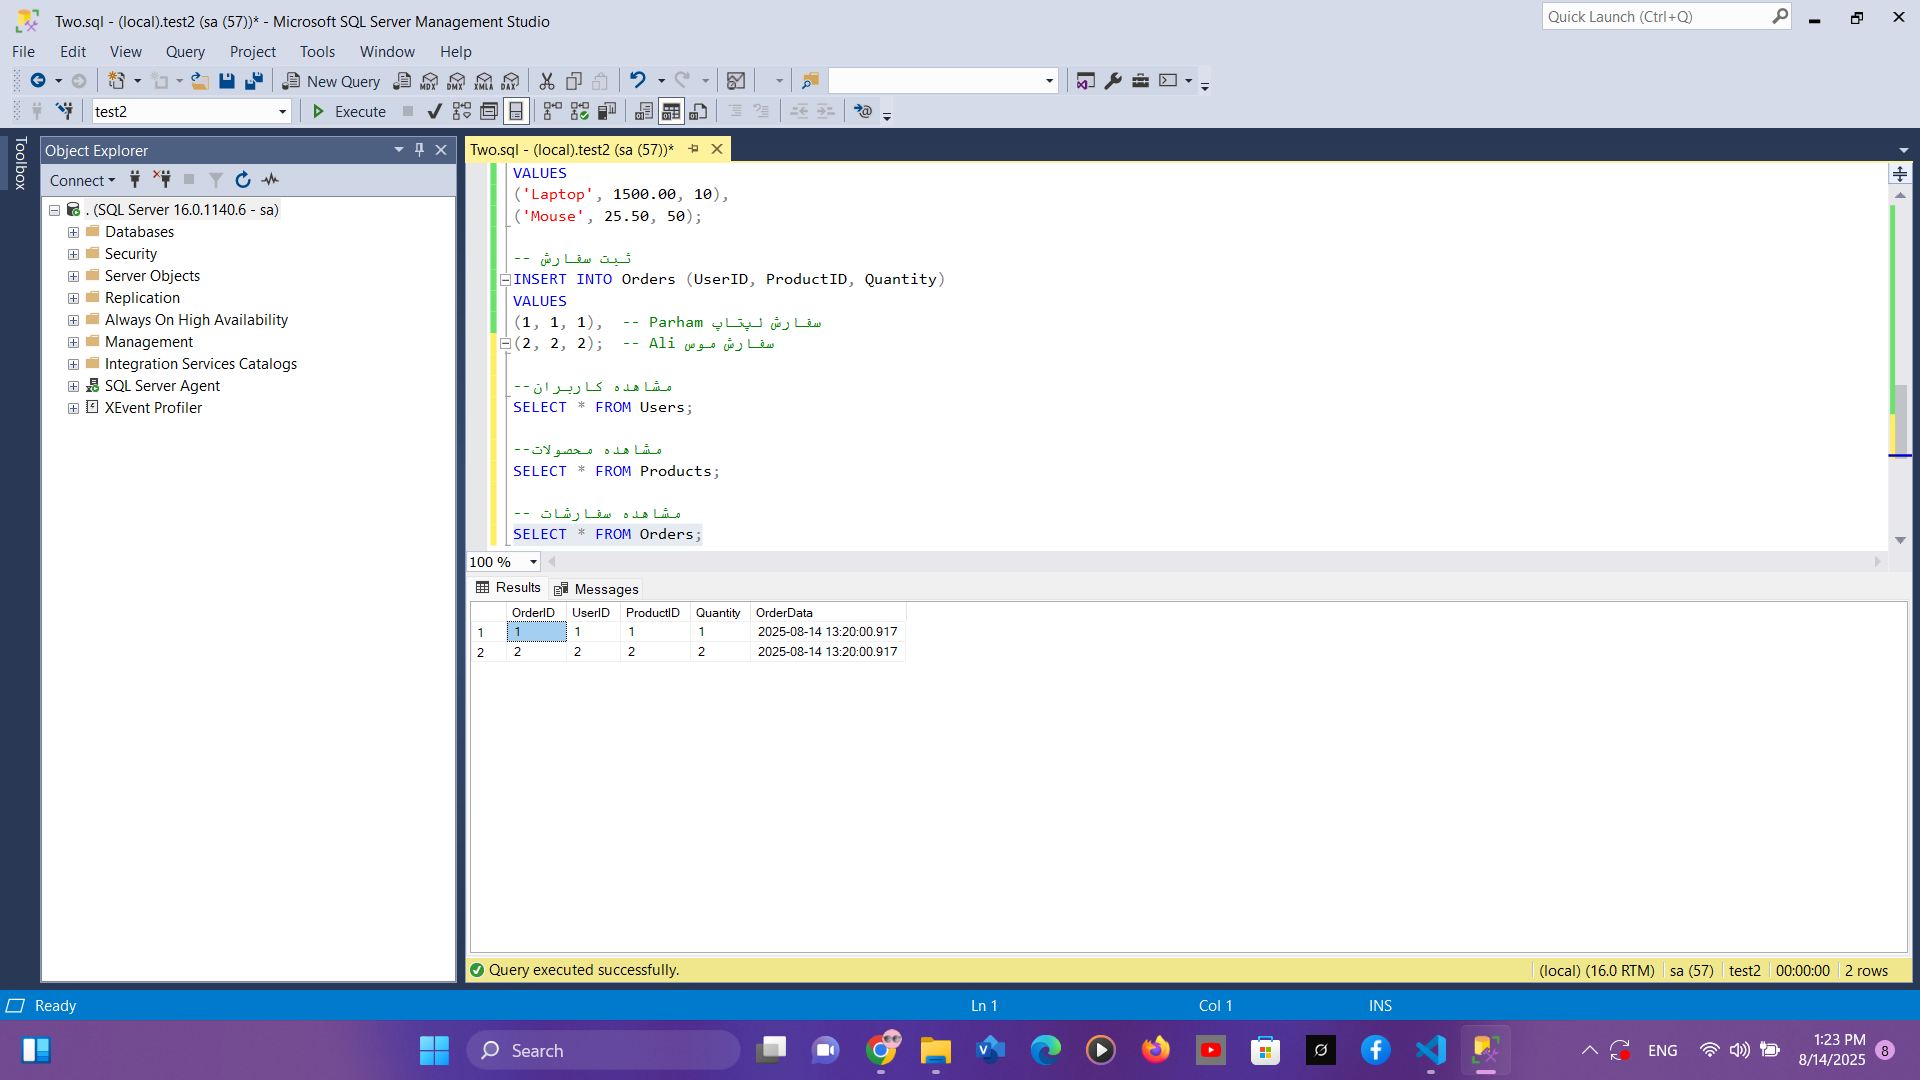 Two.sql - (local).test2 (sa (57))* - Microsoft SQL Server Management Studio
Quick Launch (Ctrl+Q)
File Edit View Query Project Tools Window Help
New Query MDX DMX XMLA DAX
test2 Execute
Toolbox
Object Explorer
Two.sql - (local).test2 (sa (57))*
Connect
. (SQL Server 16.0.1140.6 - sa)
Databases
Security
Server Objects
Replication
Always On High Availability
Management
Integration Services Catalogs
SQL Server Agent
XEvent Profiler
VALUES
('Laptop', 1500.00, 10),
('Mouse', 25.50, 50);
-- ثبت سفارش
INSERT INTO Orders (UserID, ProductID, Quantity)
VALUES
(1, 1, 1), -- Parham سفارش لپتاپ
(2, 2, 2); -- Ali سفارش موس
--مشاهده کاربران
SELECT * FROM Users;
--مشاهده محصولات
SELECT * FROM Products;
-- مشاهده سفارشات
SELECT * FROM Orders;
100 %
Results Messages
OrderID UserID ProductID Quantity OrderData
1 1 1 1 1 2025-08-14 13:20:00.917
2 2 2 2 2 2025-08-14 13:20:00.917
Query executed successfully. (local) (16.0 RTM) sa (57) test2 00:00:00 2 rows
Ready Ln 1 Col 1 INS
Search
ENG
1:23 PM
8/14/2025
8